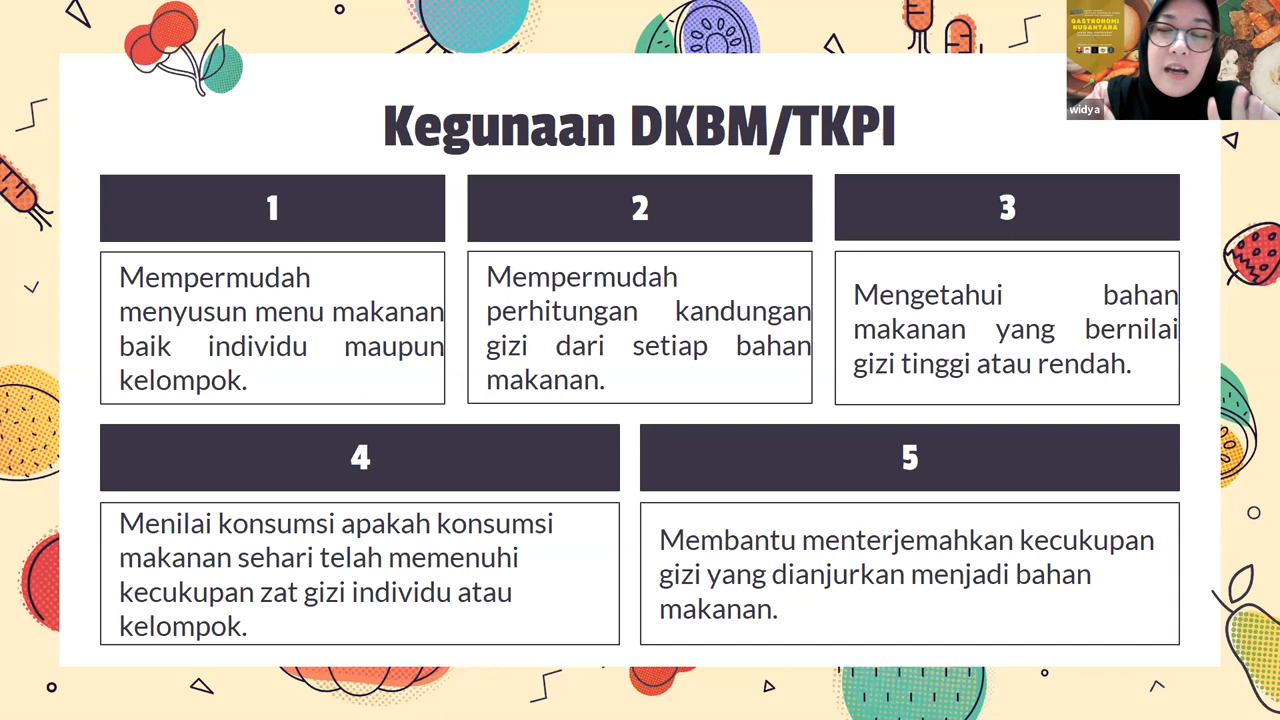 Kegunaan DKBM/TKPI
1
Mempermudah
menyusun menu makanan
baik individu maupun
kelompok.
2
Mempermudah
perhitungan kandungan
gizi dari setiap bahan
makanan.
3
Mengetahui bahan
makanan yang bernilai
gizi tinggi atau rendah.
4
Menilai konsumsi apakah konsumsi
makanan sehari telah memenuhi
kecukupan zat gizi individu atau
kelompok.
5
Membantu menterjemahkan kecukupan
gizi yang dianjurkan menjadi bahan
makanan.
GASTRONOMI
NUSANTARA
widya